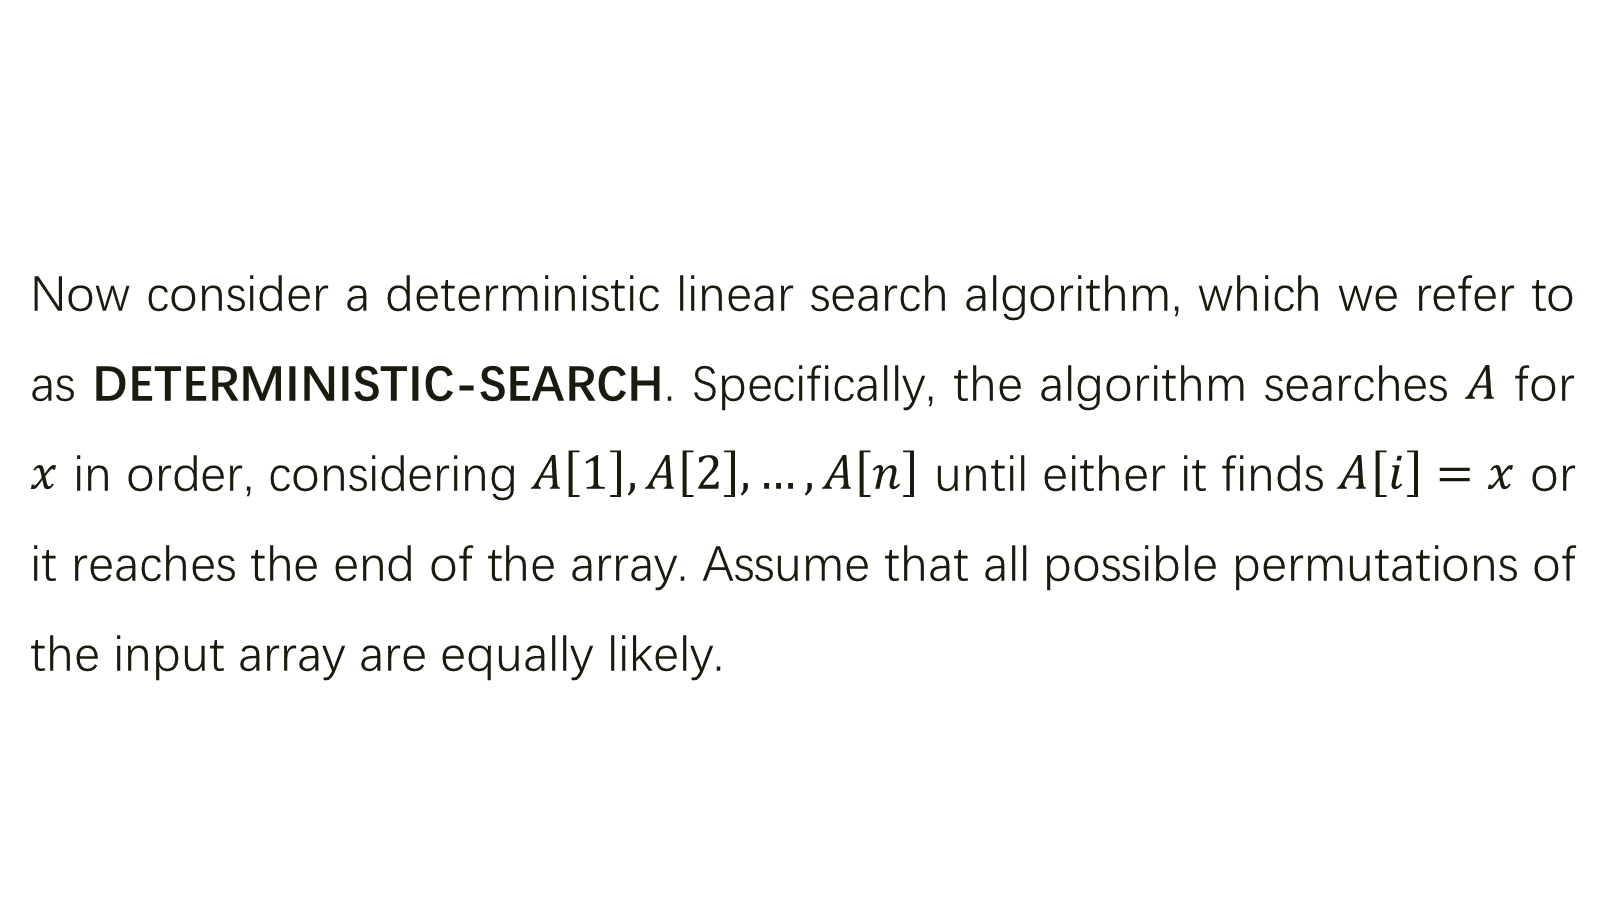 Now consider a deterministic linear search algorithm, which we refer to
as DETERMINISTIC-SEARCH. Specifically, the algorithm searches A for
x in order, considering A[1], A[2], … , A[n] until either it finds A[i] = x or
it reaches the end of the array. Assume that all possible permutations of
the input array are equally likely.